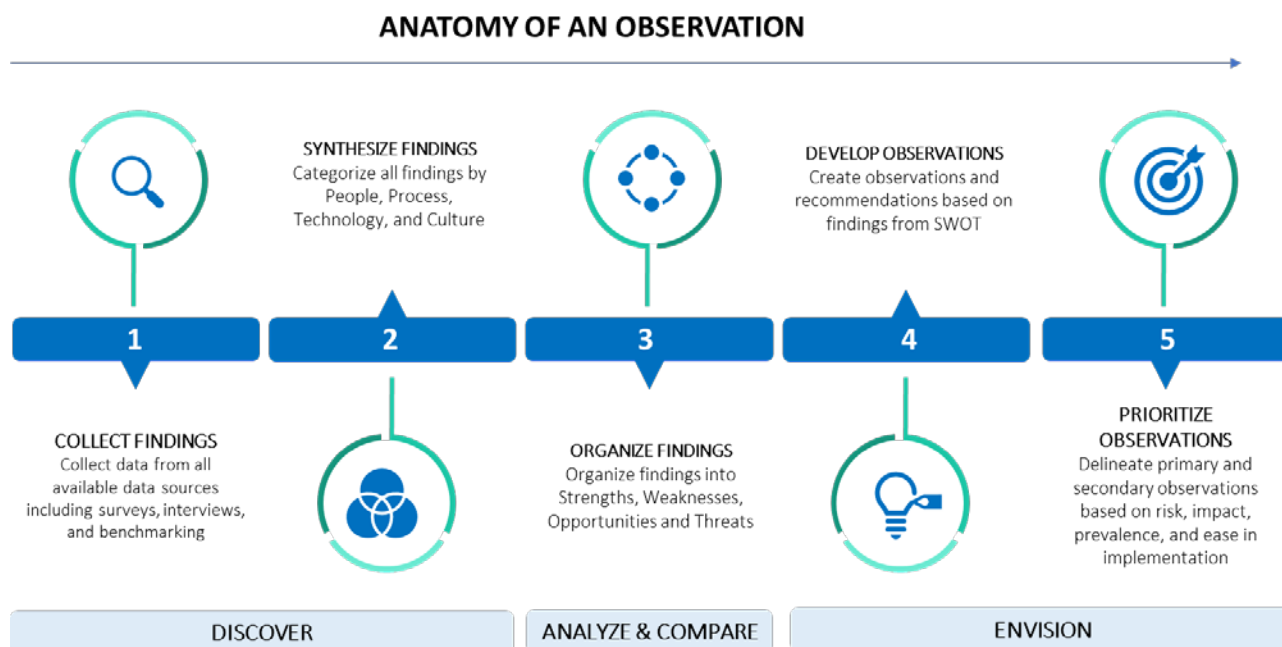 ANATOMY OF AN OBSERVATION
1
COLLECT FINDINGS
Collect data from all
available data sources
including surveys, interviews,
and benchmarking
SYNTHESIZE FINDINGS
Categorize all findings by
People, Process,
Technology, and Culture
2
3
ORGANIZE FINDINGS
Organize findings into
Strengths, Weaknesses,
Opportunities and Threats
DEVELOP OBSERVATIONS
Create observations and
recommendations based on
findings from SWOT
4
5
PRIORITIZE
OBSERVATIONS
Delineate primary and
secondary observations
based on risk, impact,
prevalence, and ease in
implementation
DISCOVER
ANALYZE & COMPARE
ENVISION